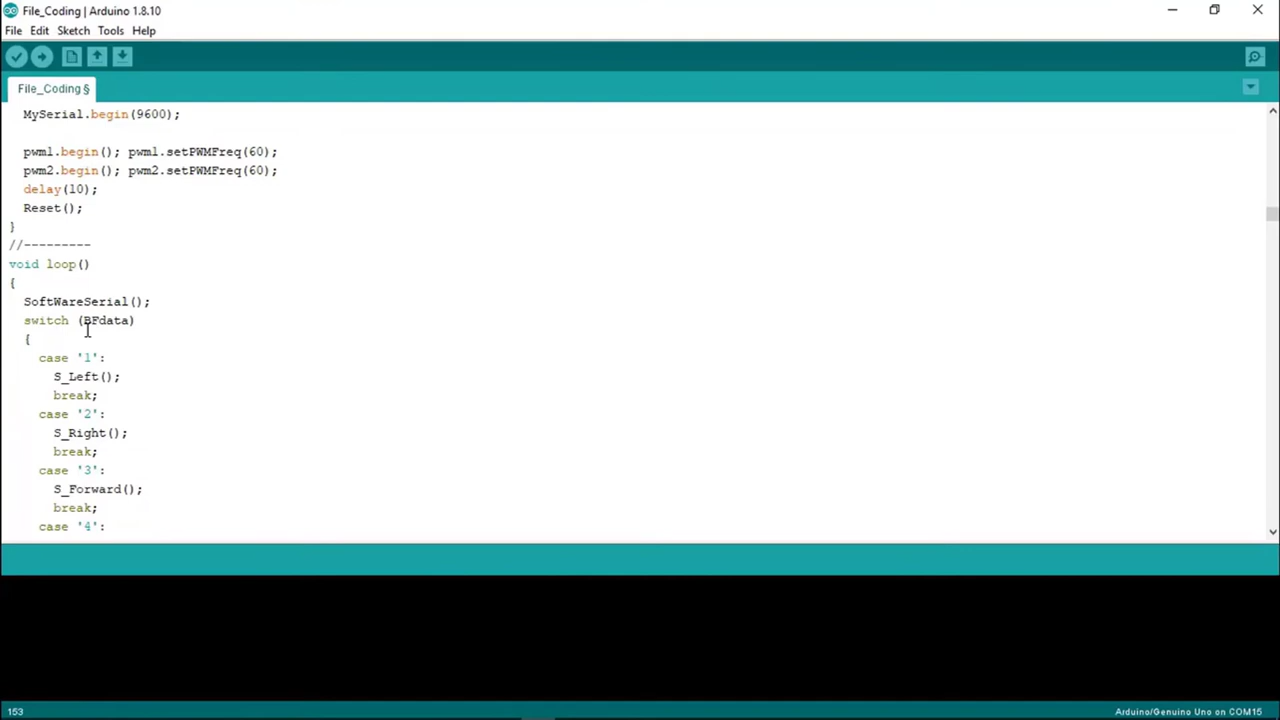 File_Coding | Arduino 1.8.10
File Edit Sketch Tools Help
File_Coding §
MySerial.begin(9600);
pwm1.begin(); pwm1.setPWMFreq(60);
pwm2.begin(); pwm2.setPWMFreq(60);
delay(10);
Reset();
}
//---------
void loop()
{
SoftWareSerial();
switch (BFdata)
{
case '1':
S_Left();
break;
case '2':
S_Right();
break;
case '3':
S_Forward();
break;
case '4':
153
Arduino/Genuino Uno on COM15